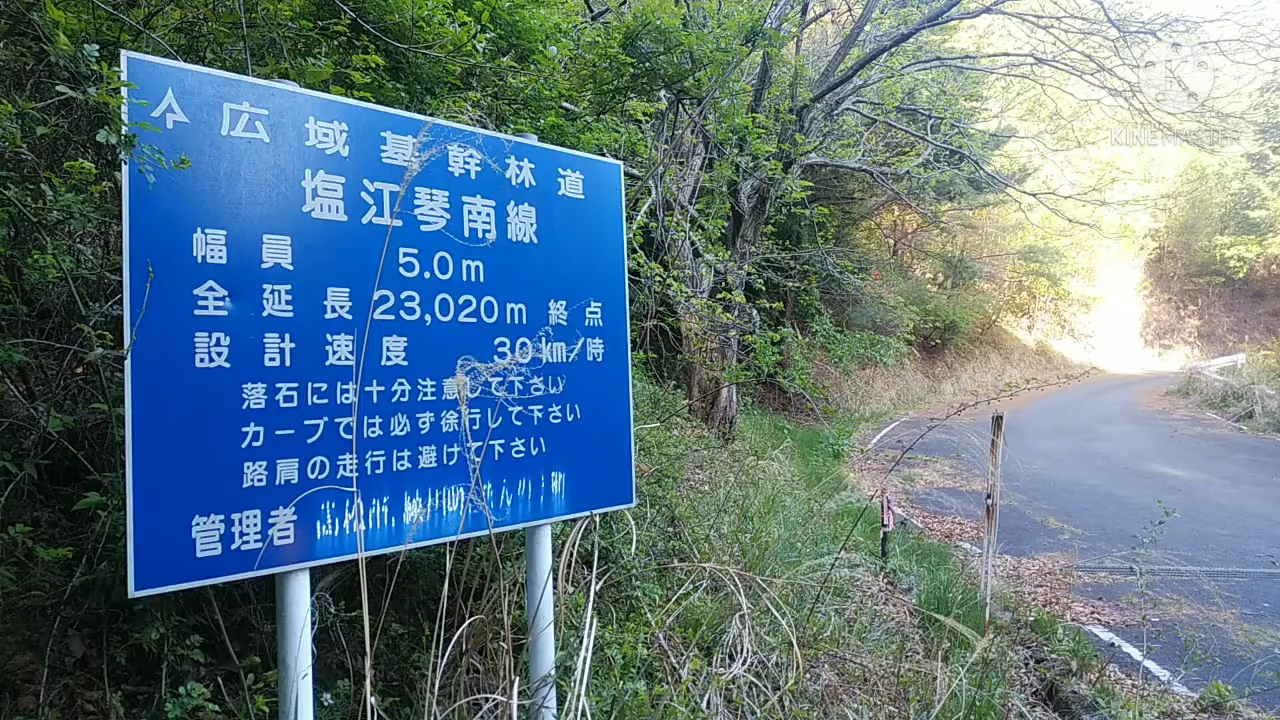 広域基幹林道
塩江琴南線
幅員 5.0m
全延長 23,020m 終点
設計速度 30km/時
落石には十分注意して下さい
カーブでは必ず徐行して下さい
路肩の走行は避けて下さい
管理者
KINEMASTER